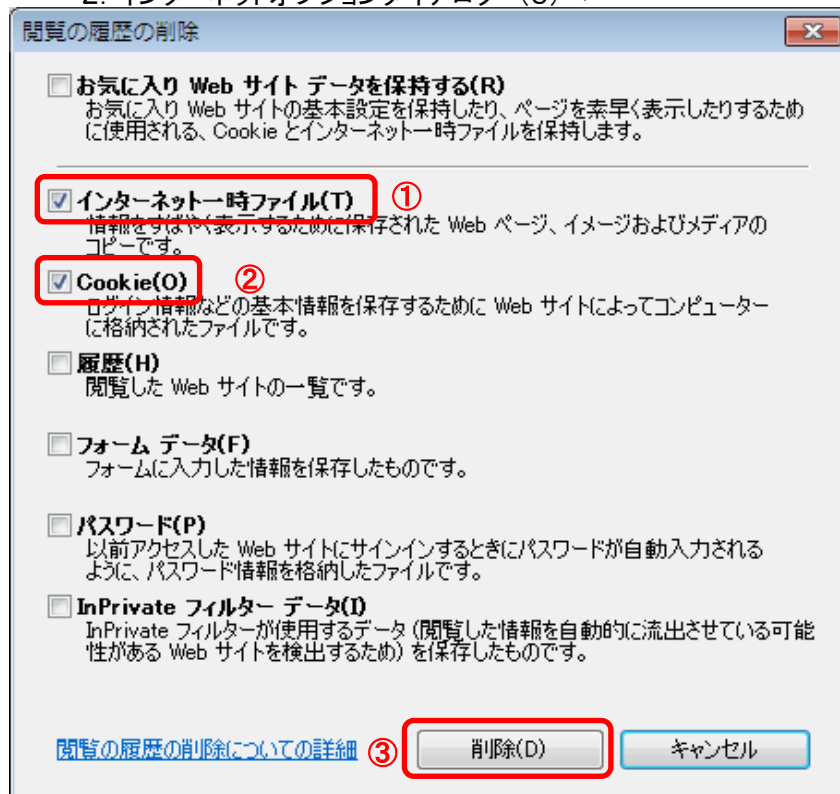 閲覧の履歴の削除
お気に入り Web サイト データを保持する(R)
お気に入り Web サイトの基本設定を保持したり、ページを素早く表示したりするため
に使用される、Cookie とインターネット一時ファイルを保持します。
インターネット一時ファイル(T) ①
情報をすばやく表示するために保存された Web ページ、イメージおよびメディアの
コピーです。
Cookie(O) ②
ログイン情報などの基本情報を保存するために Web サイトによってコンピューター
に格納されたファイルです。
履歴(H)
閲覧した Web サイトの一覧です。
フォーム データ(F)
フォームに入力した情報を保存したものです。
パスワード(P)
以前アクセスした Web サイトにサインインするときにパスワードが自動入力される
ように、パスワード情報を格納したファイルです。
InPrivate フィルター データ(I)
InPrivate フィルターが使用するデータ (閲覧した情報を自動的に流出させている可能
性がある Web サイトを検出するため) を保存したものです。
閲覧の履歴の削除についての詳細 ③ 削除(D) キャンセル